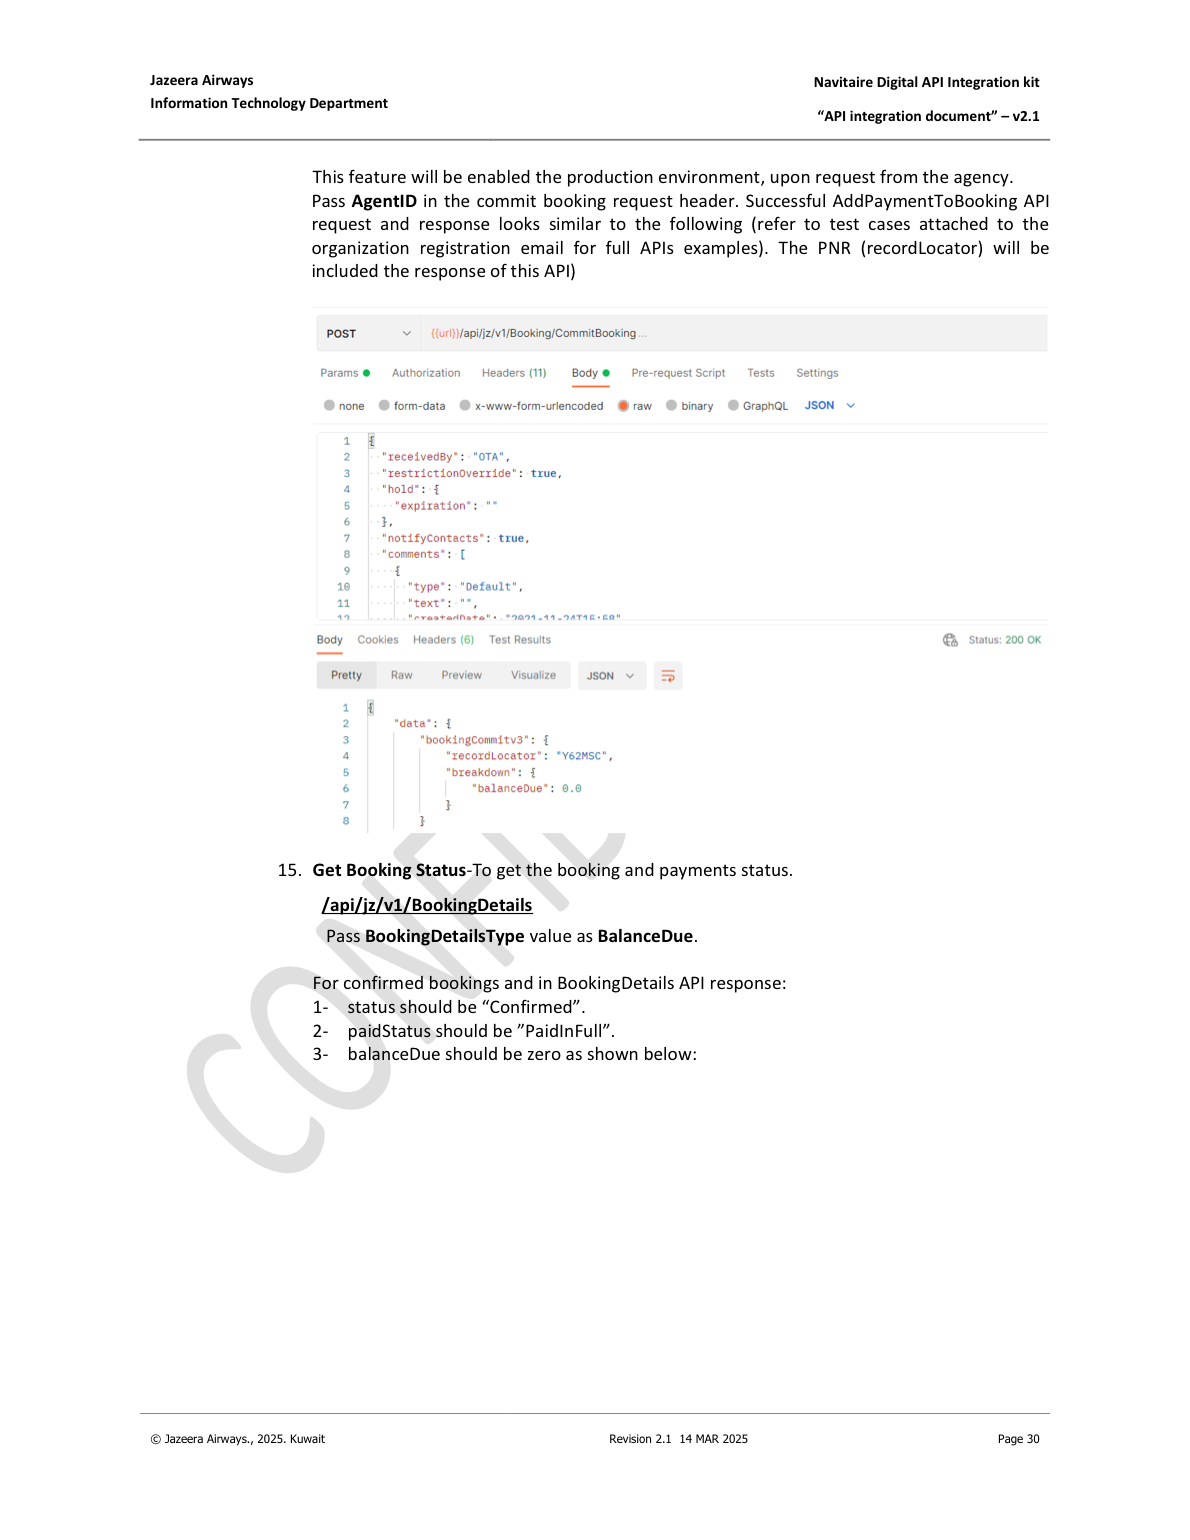 Jazeera Airways
Information Technology Department
Navitaire Digital API Integration kit
“API integration document” – v2.1
This feature will be enabled the production environment, upon request from the agency.
Pass AgentID in the commit booking request header. Successful AddPaymentToBooking API
request and response looks similar to the following (refer to test cases attached to the
organization registration email for full APIs examples). The PNR (recordLocator) will be
included the response of this API)
POST {{url}}/api/jz/v1/Booking/CommitBooking ...
Params Authorization Headers (11) Body Pre-request Script Tests Settings
none form-data x-www-form-urlencoded raw binary GraphQL JSON
1 {
2 "receivedBy": "OTA",
3 "restrictionOverride": true,
4 "hold": {
5 "expiration": ""
6 },
7 "notifyContacts": true,
8 "comments": [
9 {
10 "type": "Default",
11 "text": "",
12 "createdDate": "2021-11-24T15:58"
Body Cookies Headers (6) Test Results Status: 200 OK
Pretty Raw Preview Visualize JSON
1 {
2 "data": {
3 "bookingCommitv3": {
4 "recordLocator": "Y62MSC",
5 "breakdown": {
6 "balanceDue": 0.0
7 }
8 }
15. Get Booking Status-To get the booking and payments status.
/api/jz/v1/BookingDetails
Pass BookingDetailsType value as BalanceDue.
For confirmed bookings and in BookingDetails API response:
1- status should be “Confirmed”.
2- paidStatus should be ”PaidInFull”.
3- balanceDue should be zero as shown below:
© Jazeera Airways., 2025. Kuwait
Revision 2.1 14 MAR 2025
Page 30